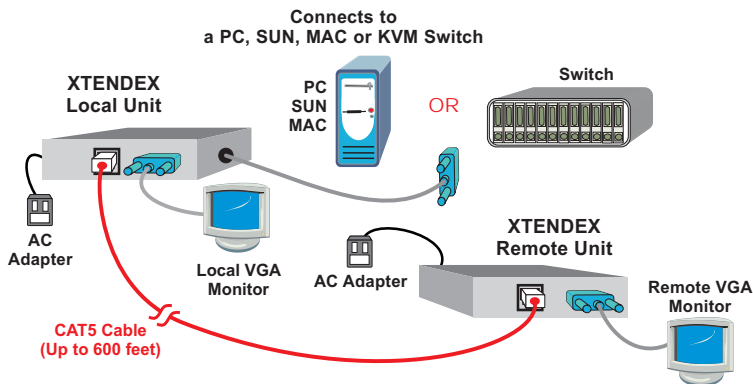 Connects to
a PC, SUN, MAC or KVM Switch
XTENDEX
Local Unit
PC
SUN
MAC
OR
Switch
AC
Adapter
Local VGA
Monitor
XTENDEX
Remote Unit
AC Adapter
Remote VGA
Monitor
CAT5 Cable
(Up to 600 feet)